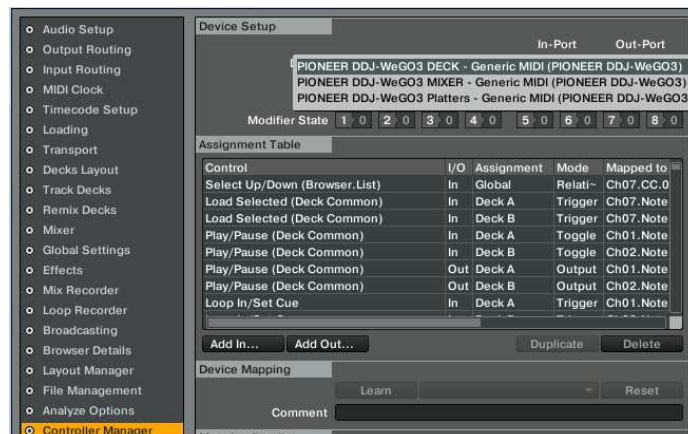 Audio Setup
Output Routing
Input Routing
MIDI Clock
Timecode Setup
Loading
Transport
Decks Layout
Track Decks
Remix Decks
Mixer
Global Settings
Effects
Mix Recorder
Loop Recorder
Broadcasting
Browser Details
Layout Manager
File Management
Analyze Options
Controller Manager
Device Setup
In-Port Out-Port
PIONEER DDJ-WeGO3 DECK - Generic MIDI (PIONEER DDJ-WeGO3)
PIONEER DDJ-WeGO3 MIXER - Generic MIDI (PIONEER DDJ-WeGO3)
PIONEER DDJ-WeGO3 Platters - Generic MIDI (PIONEER DDJ-WeGO3
Modifier State 1 0 2 0 3 0 4 0 5 0 6 0 7 0 8 0
Assignment Table
Control I/O Assignment Mode Mapped to
Select Up/Down (Browser.List) In Global Relati~ Ch07.CC.0
Load Selected (Deck Common) In Deck A Trigger Ch07.Note
Load Selected (Deck Common) In Deck B Trigger Ch07.Note
Play/Pause (Deck Common) In Deck A Toggle Ch01.Note
Play/Pause (Deck Common) In Deck B Toggle Ch02.Note
Play/Pause (Deck Common) Out Deck A Output Ch01.Note
Play/Pause (Deck Common) Out Deck B Output Ch02.Note
Loop In/Set Cue In Deck A Trigger Ch01.Note
Add In... Add Out... Duplicate Delete
Device Mapping
Learn Reset
Comment